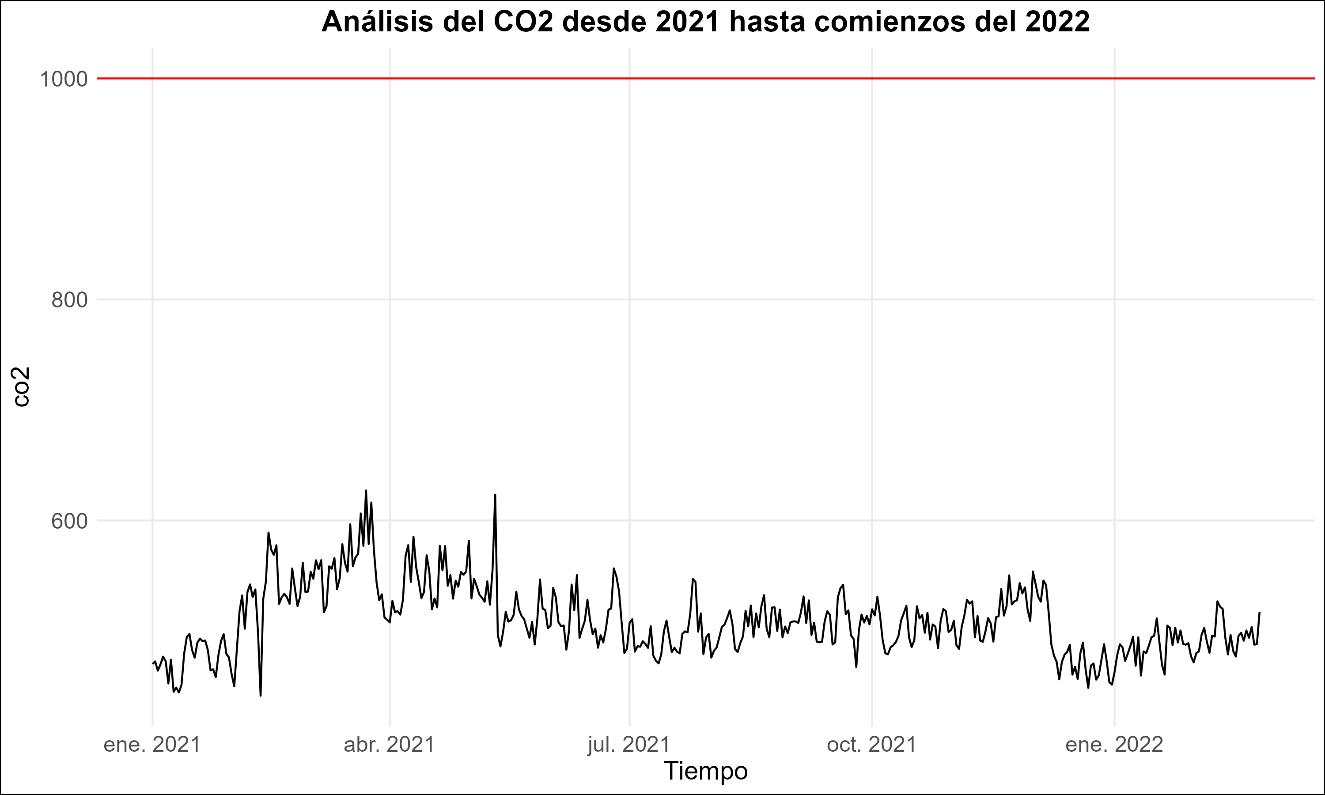 Análisis del CO2 desde 2021 hasta comienzos del 2022
1000
800
600
co2
ene. 2021
abr. 2021
jul. 2021
oct. 2021
ene. 2022
Tiempo